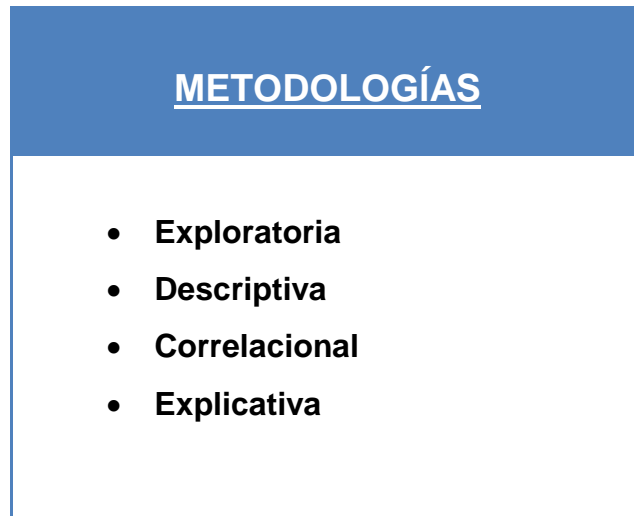 METODOLOGÍAS
• Exploratoria
• Descriptiva
• Correlacional
• Explicativa